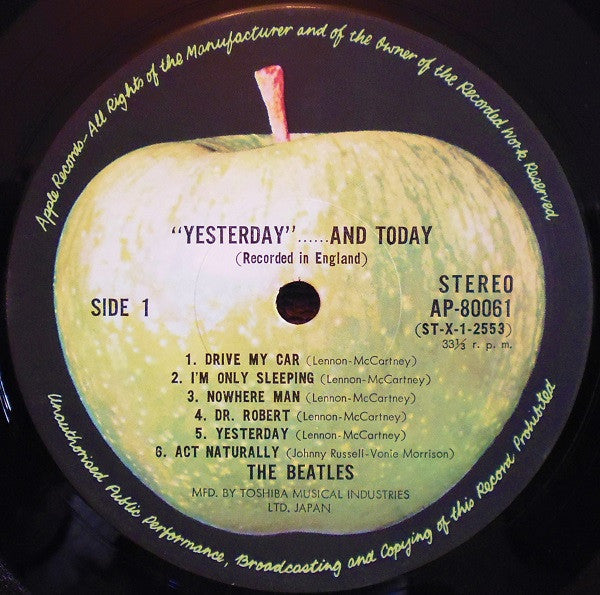 Apple Records-All Rights of the Manufacturer and of the Owner of the Recorded Work Reserved
"YESTERDAY"......AND TODAY
(Recorded in England)
SIDE 1
STEREO
AP-80061
(ST-X-1-2553)
33⅓ r. p. m.
1. DRIVE MY CAR (Lennon-McCartney)
2. I'M ONLY SLEEPING (Lennon-McCartney)
3. NOWHERE MAN (Lennon-McCartney)
4. DR. ROBERT (Lennon-McCartney)
5. YESTERDAY (Lennon-McCartney)
6. ACT NATURALLY (Johnny Russell-Vonie Morrison)
THE BEATLES
MFD. BY TOSHIBA MUSICAL INDUSTRIES
LTD. JAPAN
Unauthorised Public Performance, Broadcasting and Copying of this Record Prohibited